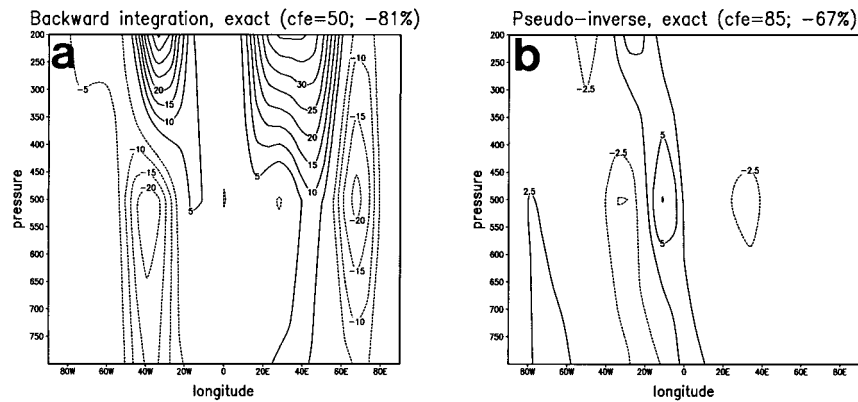 Backward integration, exact (cfe=50; −81%)
a
pressure
200
250
300
350
400
450
500
550
600
650
700
750
-5
20
15
10
-10
-15
-20
5
5
30
25
20
15
10
-10
-15
-20
-15
-10
80W
60W
40W
20W
0
20E
40E
60E
80E
longitude
Pseudo−inverse, exact (cfe=85; −67%)
b
pressure
200
250
300
350
400
450
500
550
600
650
700
750
-2.5
-2.5
5
5
2.5
-2.5
80W
60W
40W
20W
0
20E
40E
60E
80E
longitude